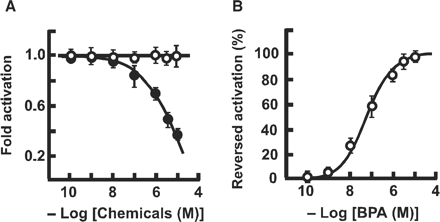 A
Fold activation
1.0
0.6
0.2
10 8 6 4
– Log [Chemicals (M)]
B
Reversed activation (%)
100
80
60
40
20
0
10 8 6 4
– Log [BPA (M)]